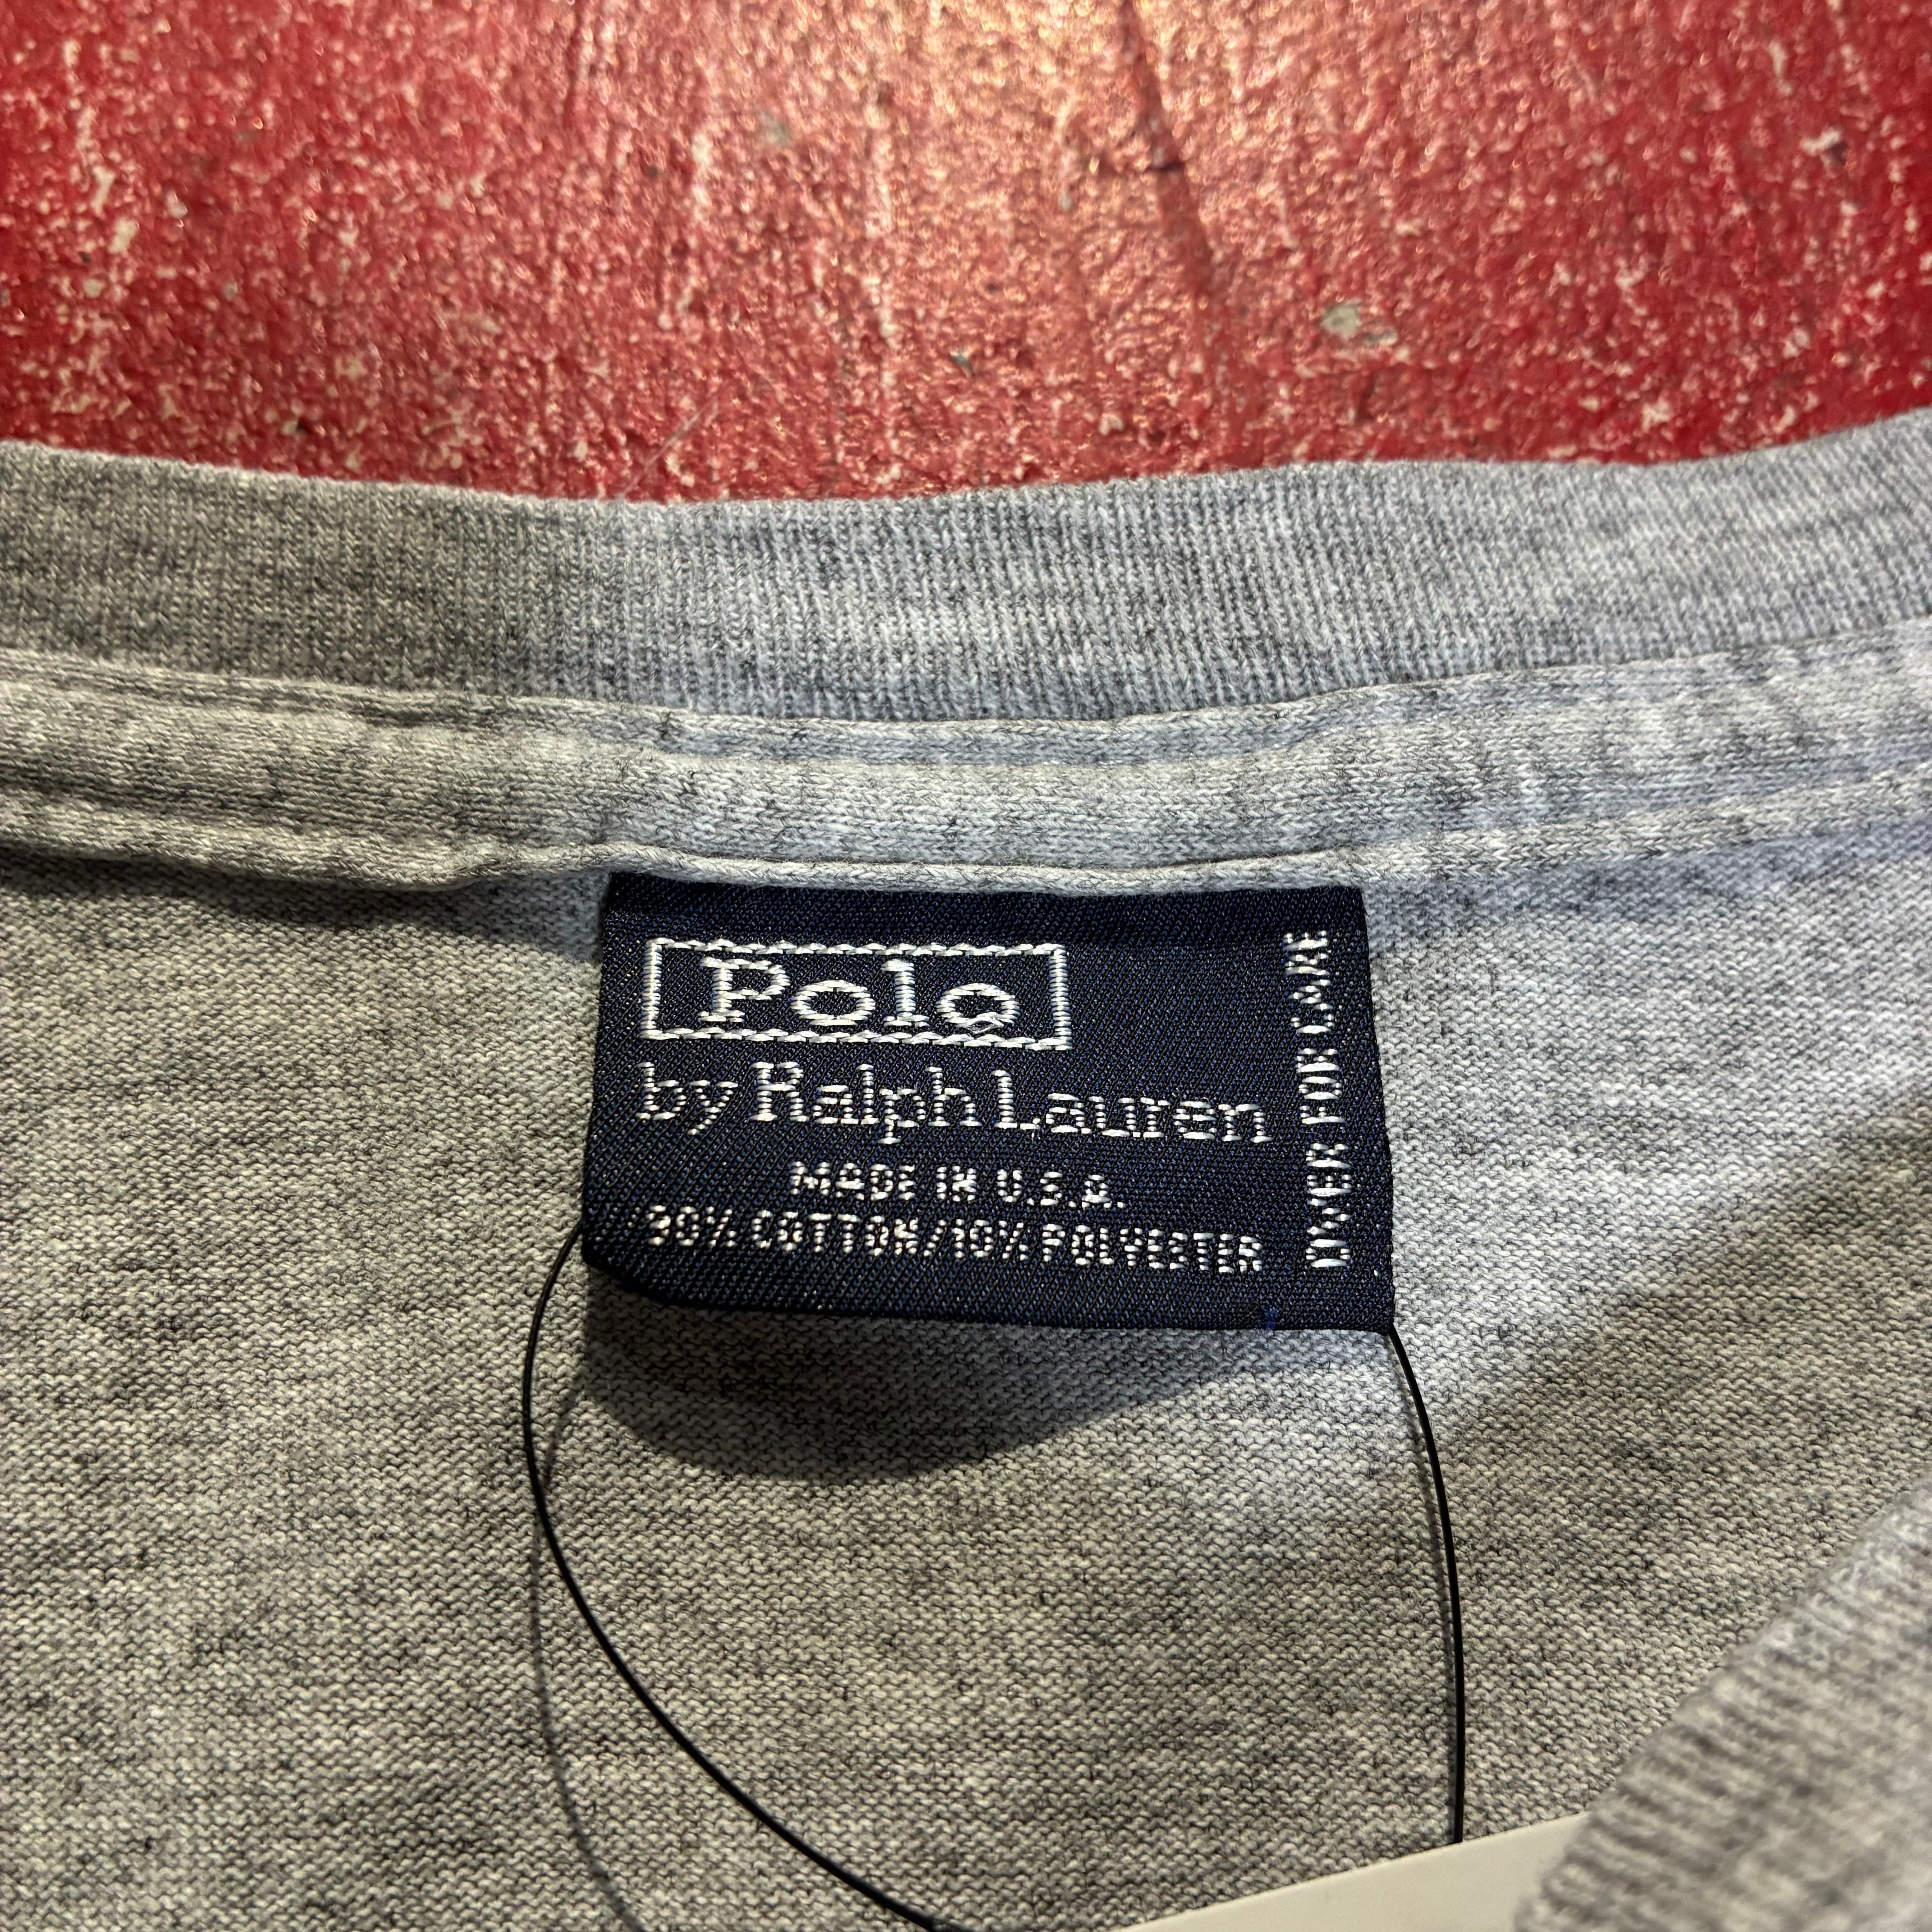 Polo
by Ralph Lauren
MADE IN U.S.A.
90% COTTON/10% POLYESTER
OVER FOR CARE